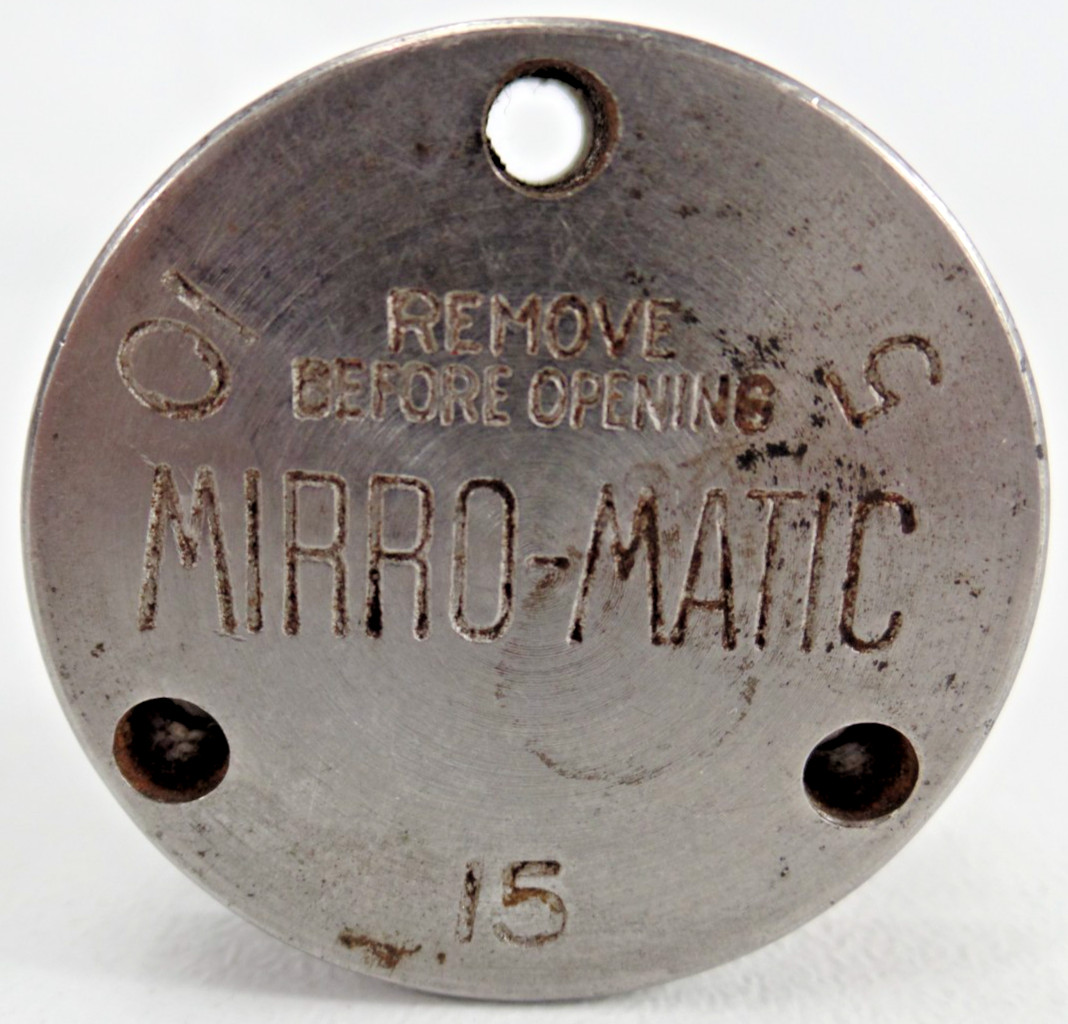 REMOVE
BEFORE OPENING
10
5
MIRRO-MATIC
15